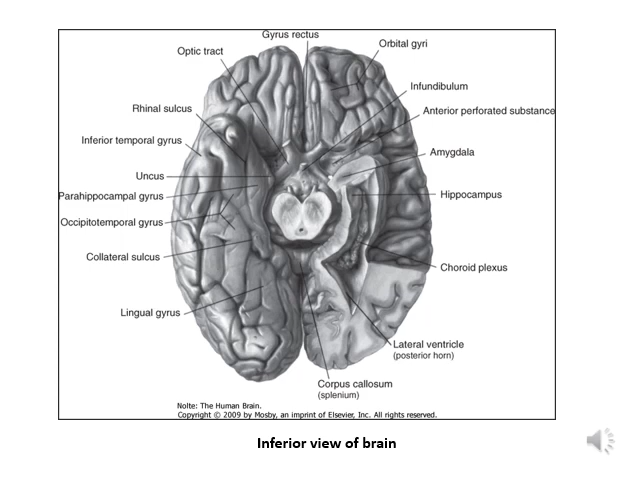 Gyrus rectus
Optic tract
Orbital gyri
Infundibulum
Rhinal sulcus
Anterior perforated substance
Inferior temporal gyrus
Amygdala
Uncus
Parahippocampal gyrus
Hippocampus
Occipitotemporal gyrus
Collateral sulcus
Choroid plexus
Lingual gyrus
Lateral ventricle
(posterior horn)
Corpus callosum
(splenium)
Nolte: The Human Brain.
Copyright © 2009 by Mosby, an imprint of Elsevier, Inc. All rights reserved.
Inferior view of brain